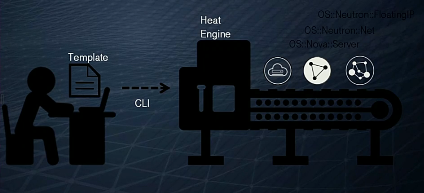 OS::Neutron::FloatingIP
OS::Neutron::Net
OS::Nova::Server
Heat
Engine
Template
CLI